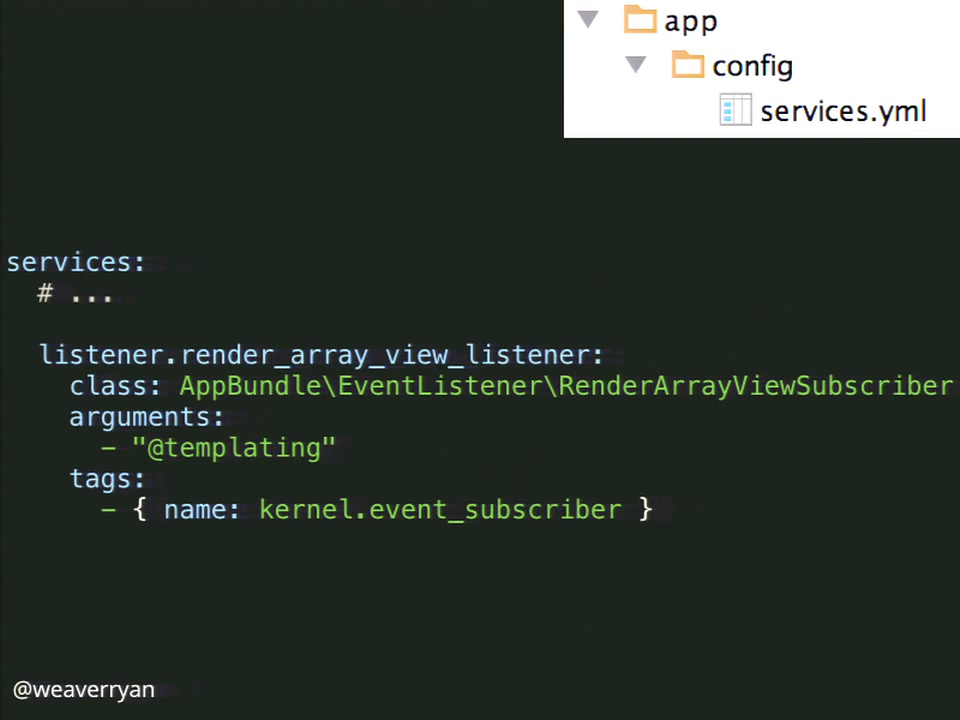 app
config
services.yml
services:
  # ...
  listener.render_array_view_listener:
    class: AppBundle\EventListener\RenderArrayViewSubscriber
    arguments:
      - "@templating"
    tags:
      - { name: kernel.event_subscriber }
@weaverryan